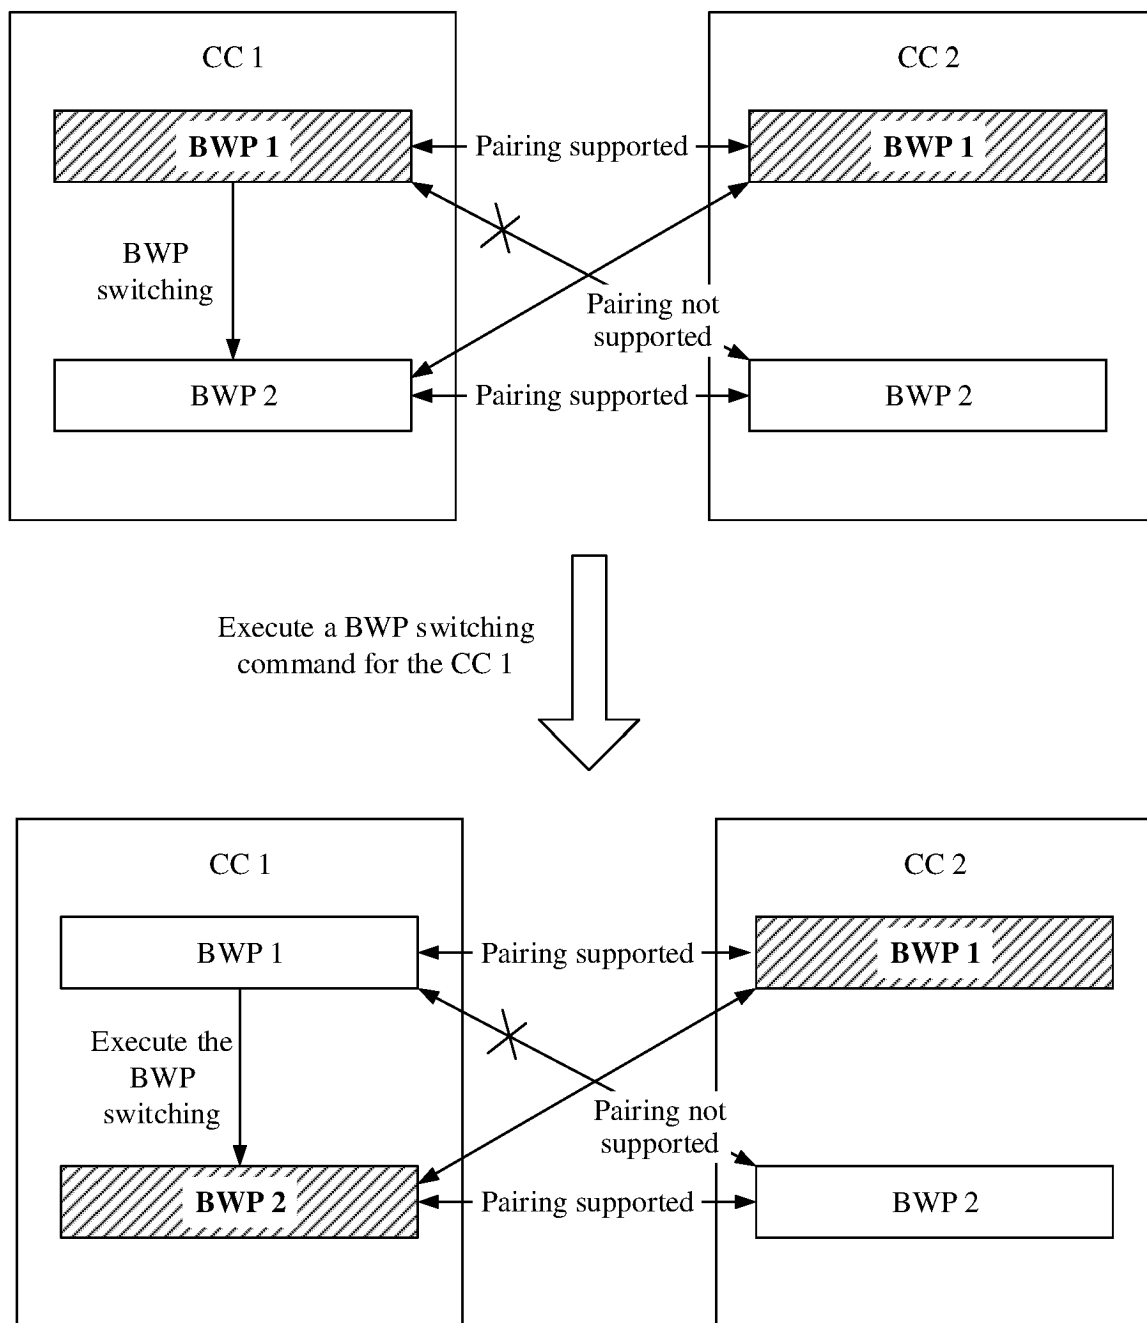 CC 1
CC 2
BWP 1
Pairing supported
BWP 1
BWP
switching
Pairing not
supported
BWP 2
Pairing supported
BWP 2
Execute a BWP switching
command for the CC 1
CC 1
CC 2
BWP 1
Pairing supported
BWP 1
Execute the
BWP
switching
Pairing not
supported
BWP 2
Pairing supported
BWP 2